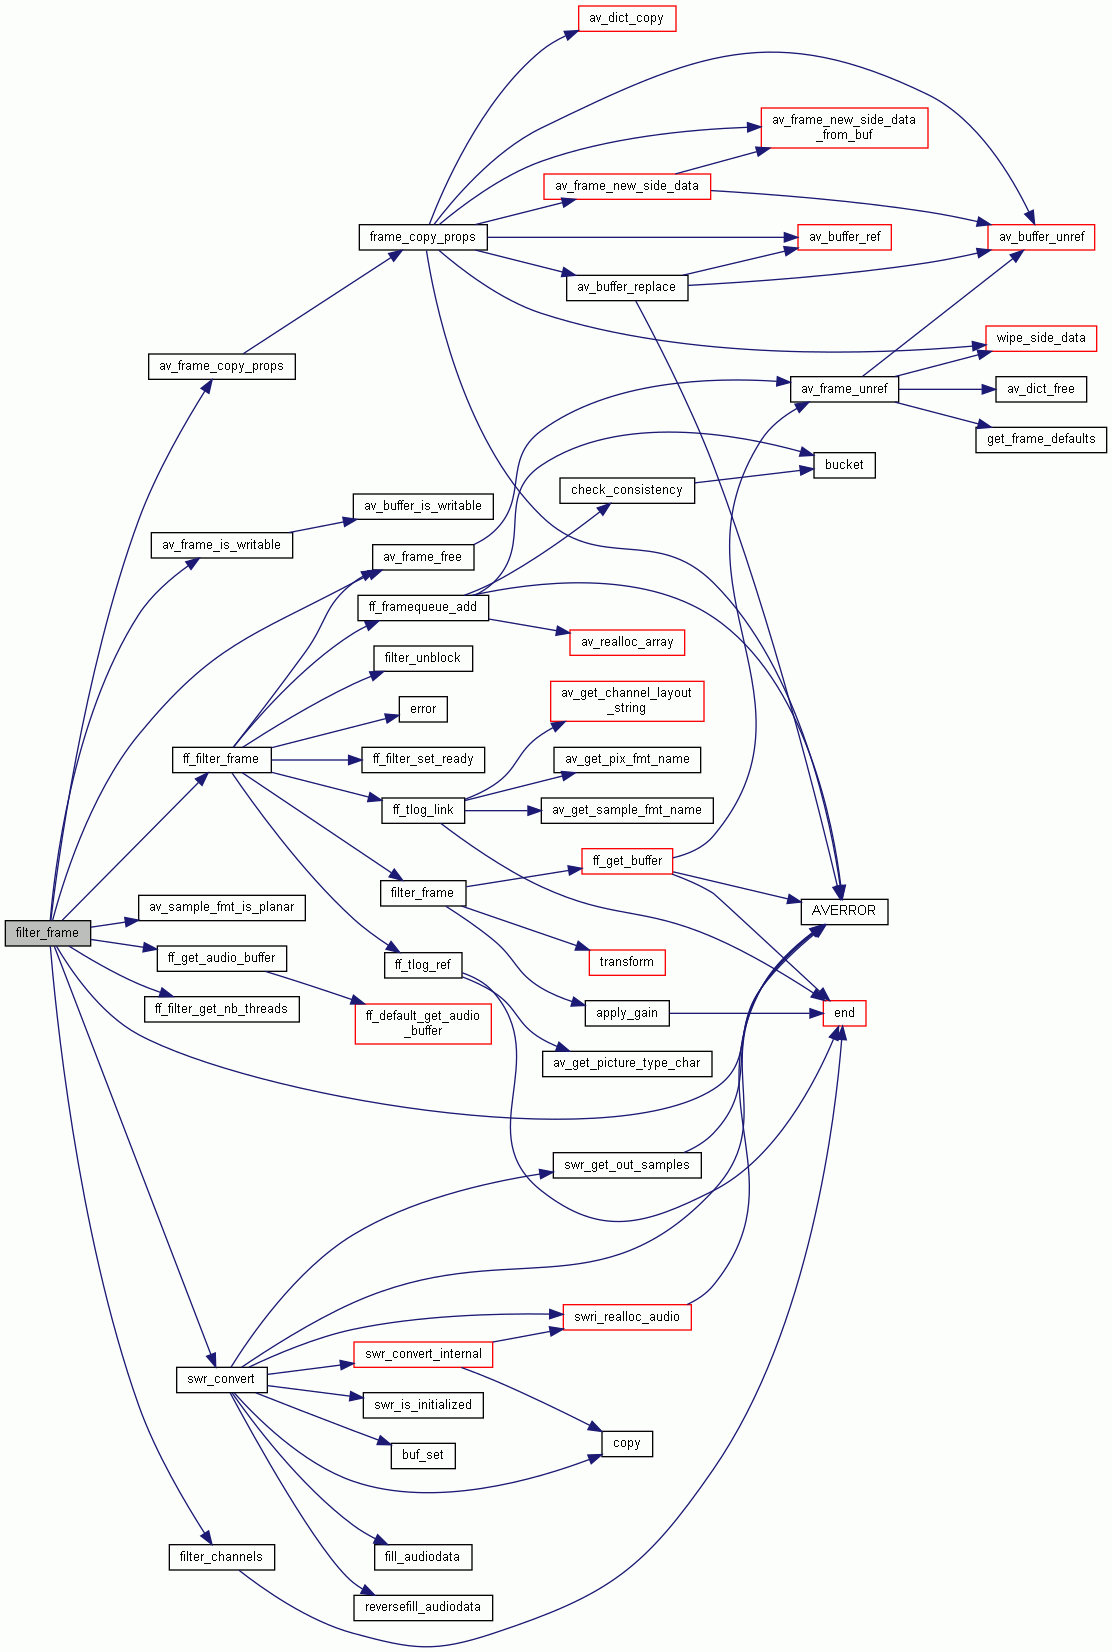 av_dict_copy
av_frame_new_side_data
_from_buf
av_frame_new_side_data
frame_copy_props
av_buffer_ref
av_buffer_unref
av_buffer_replace
wipe_side_data
av_frame_copy_props
av_frame_unref
av_dict_free
get_frame_defaults
bucket
check_consistency
av_buffer_is_writable
av_frame_is_writable
av_frame_free
ff_framequeue_add
av_realloc_array
filter_unblock
av_get_channel_layout
_string
error
ff_filter_frame
ff_filter_set_ready
av_get_pix_fmt_name
ff_tlog_link
av_get_sample_fmt_name
ff_get_buffer
filter_frame
av_sample_fmt_is_planar
AVERROR
filter_frame
ff_get_audio_buffer
ff_tlog_ref
transform
ff_filter_get_nb_threads
ff_default_get_audio
_buffer
apply_gain
end
av_get_picture_type_char
swr_get_out_samples
swri_realloc_audio
swr_convert_internal
swr_convert
swr_is_initialized
copy
buf_set
filter_channels
fill_audiodata
reversefill_audiodata